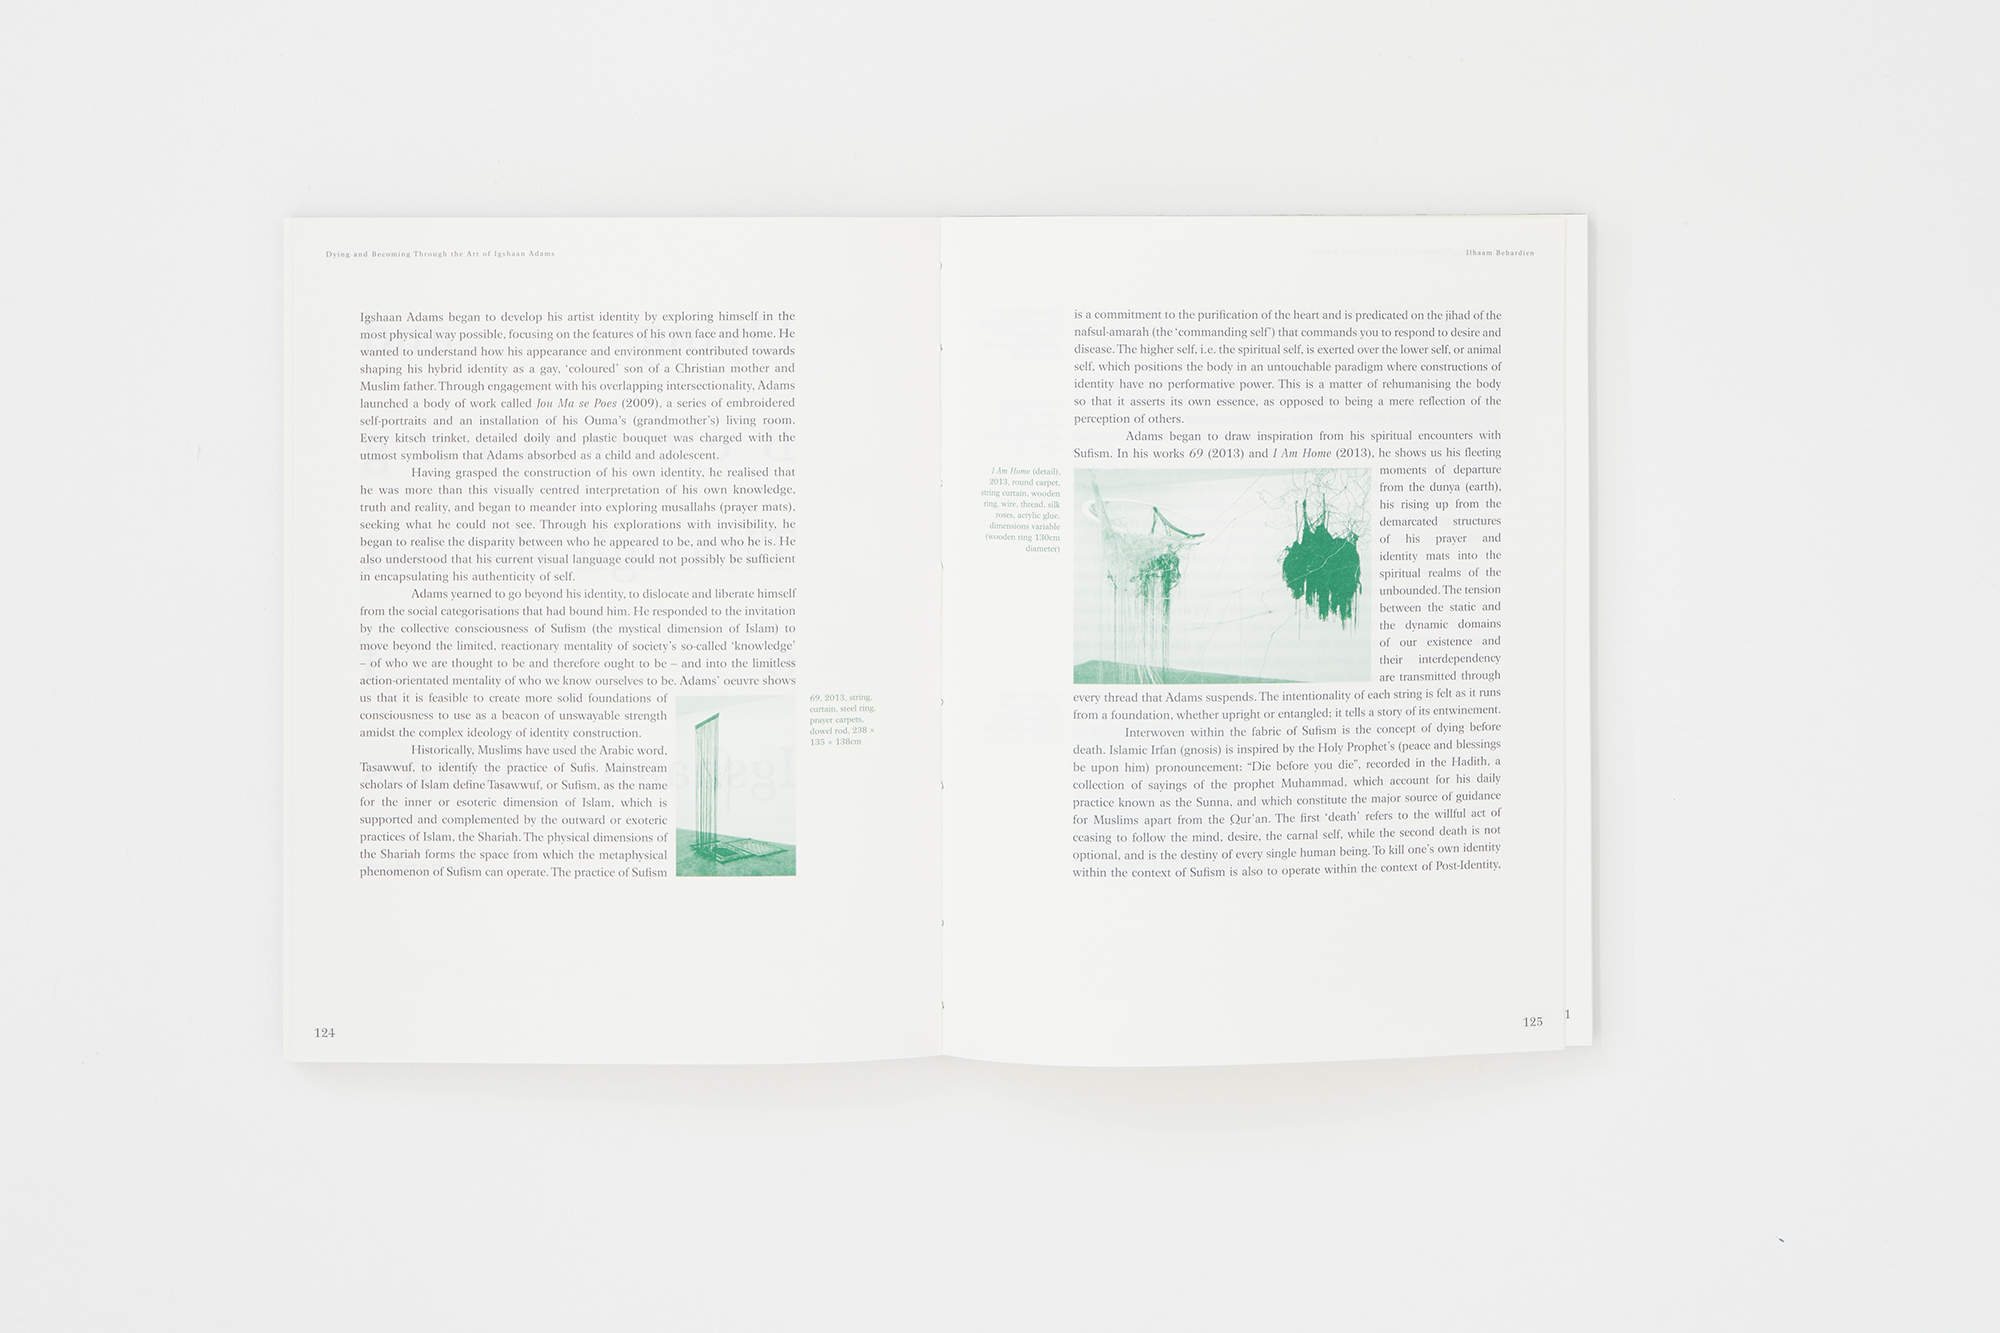 Dying and Becoming Through the Art of Igshaan Adams
Igshaan Adams began to develop his artist identity by exploring himself in the
most physical way possible, focusing on the features of his own face and home. He
wanted to understand how his appearance and environment contributed towards
shaping his hybrid identity as a gay, ‘coloured’ son of a Christian mother and
Muslim father. Through engagement with his overlapping intersectionality, Adams
launched a body of work called Jou Ma se Poes (2009), a series of embroidered
self-portraits and an installation of his Ouma’s (grandmother’s) living room.
Every kitsch trinket, detailed doily and plastic bouquet was charged with the
utmost symbolism that Adams absorbed as a child and adolescent.
Having grasped the construction of his own identity, he realised that
he was more than this visually centred interpretation of his own knowledge,
truth and reality, and began to meander into exploring musallahs (prayer mats),
seeking what he could not see. Through his explorations with invisibility, he
began to realise the disparity between who he appeared to be, and who he is. He
also understood that his current visual language could not possibly be sufficient
in encapsulating his authenticity of self.
Adams yearned to go beyond his identity, to dislocate and liberate himself
from the social categorisations that had bound him. He responded to the invitation
by the collective consciousness of Sufism (the mystical dimension of Islam) to
move beyond the limited, reactionary mentality of society’s so-called ‘knowledge’
– of who we are thought to be and therefore ought to be – and into the limitless
action-orientated mentality of who we know ourselves to be. Adams’ oeuvre shows
us that it is feasible to create more solid foundations of
consciousness to use as a beacon of unswayable strength
amidst the complex ideology of identity construction.
Historically, Muslims have used the Arabic word,
Tasawwuf, to identify the practice of Sufis. Mainstream
scholars of Islam define Tasawwuf, or Sufism, as the name
for the inner or esoteric dimension of Islam, which is
supported and complemented by the outward or exoteric
practices of Islam, the Shariah. The physical dimensions of
the Shariah forms the space from which the metaphysical
phenomenon of Sufism can operate. The practice of Sufism
69, 2013, string,
curtain, steel ring,
prayer carpets,
dowel rod, 238 ×
135 × 138cm
124
Ilhaam Behardien
is a commitment to the purification of the heart and is predicated on the jihad of the
nafsul-amarah (the ‘commanding self’) that commands you to respond to desire and
disease. The higher self, i.e. the spiritual self, is exerted over the lower self, or animal
self, which positions the body in an untouchable paradigm where constructions of
identity have no performative power. This is a matter of rehumanising the body
so that it asserts its own essence, as opposed to being a mere reflection of the
perception of others.
Adams began to draw inspiration from his spiritual encounters with
Sufism. In his works 69 (2013) and I Am Home (2013), he shows us his fleeting
moments of departure
from the dunya (earth),
his rising up from the
demarcated structures
of his prayer and
identity mats into the
spiritual realms of the
unbounded. The tension
between the static and
the dynamic domains
of our existence and
their interdependency
are transmitted through
every thread that Adams suspends. The intentionality of each string is felt as it runs
from a foundation, whether upright or entangled; it tells a story of its entwinement.
Interwoven within the fabric of Sufism is the concept of dying before
death. Islamic Irfan (gnosis) is inspired by the Holy Prophet’s (peace and blessings
be upon him) pronouncement: “Die before you die”, recorded in the Hadith, a
collection of sayings of the prophet Muhammad, which account for his daily
practice known as the Sunna, and which constitute the major source of guidance
for Muslims apart from the Qur’an. The first ‘death’ refers to the willful act of
ceasing to follow the mind, desire, the carnal self, while the second death is not
optional, and is the destiny of every single human being. To kill one’s own identity
within the context of Sufism is also to operate within the context of Post-Identity,
I Am Home (detail),
2013, round carpet,
string curtain, wooden
ring, wire, thread, silk
roses, acrylic glue,
dimensions variable
(wooden ring 130cm
diameter)
125
1